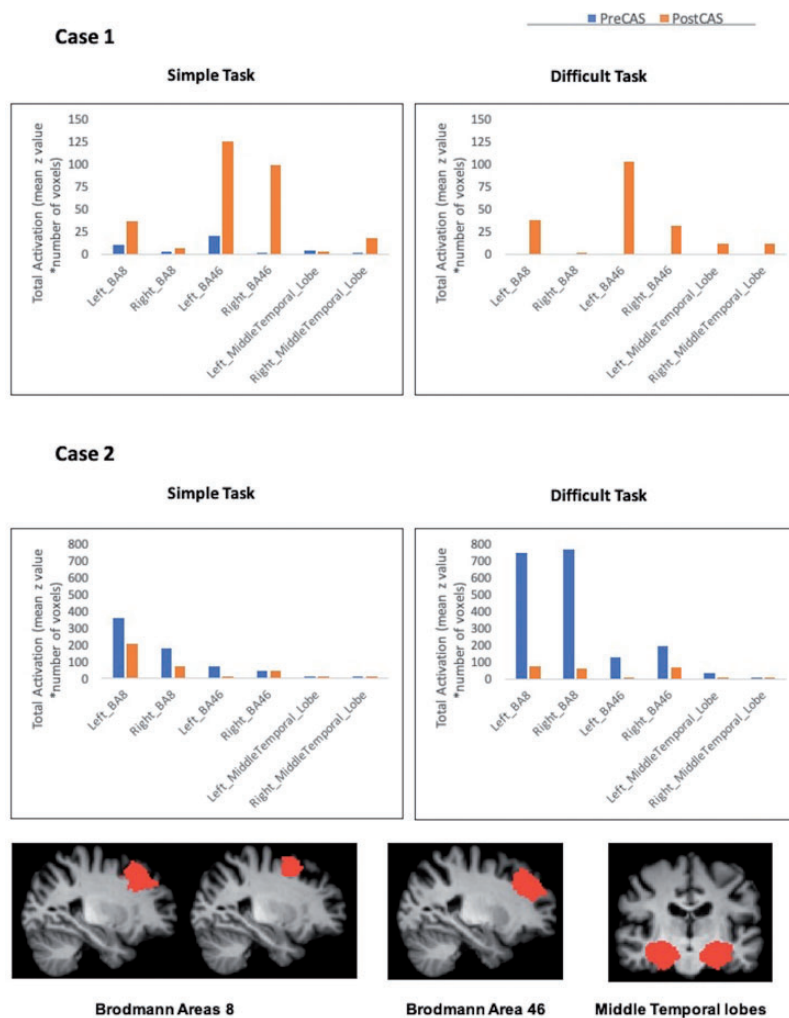 PreCAS PostCAS
Case 1
Simple Task
Difficult Task
Total Activation (mean z value
*number of voxels)
150
125
100
75
50
25
0
Left_BA8
Right_BA8
Left_BA46
Right_BA46
Left_MiddleTemporal_Lobe
Right_MiddleTemporal_Lobe
Total Activation (mean z value
*number of voxels)
150
125
100
75
50
25
0
Left_BA8
Right_BA8
Left_BA46
Right_BA46
Left_MiddleTemporal_Lobe
Right_MiddleTemporal_Lobe
Case 2
Simple Task
Difficult Task
Total Activation (mean z value
*number of voxels)
800
700
600
500
400
300
200
100
0
Left_BA8
Right_BA8
Left_BA46
Right_BA46
Left_MiddleTemporal_Lobe
Right_MiddleTemporal_Lobe
Total Activation (mean z value
*number of voxels)
800
700
600
500
400
300
200
100
0
Left_BA8
Right_BA8
Left_BA46
Right_BA46
Left_MiddleTemporal_Lobe
Right_MiddleTemporal_Lobe
Brodmann Areas 8
Brodmann Area 46
Middle Temporal lobes